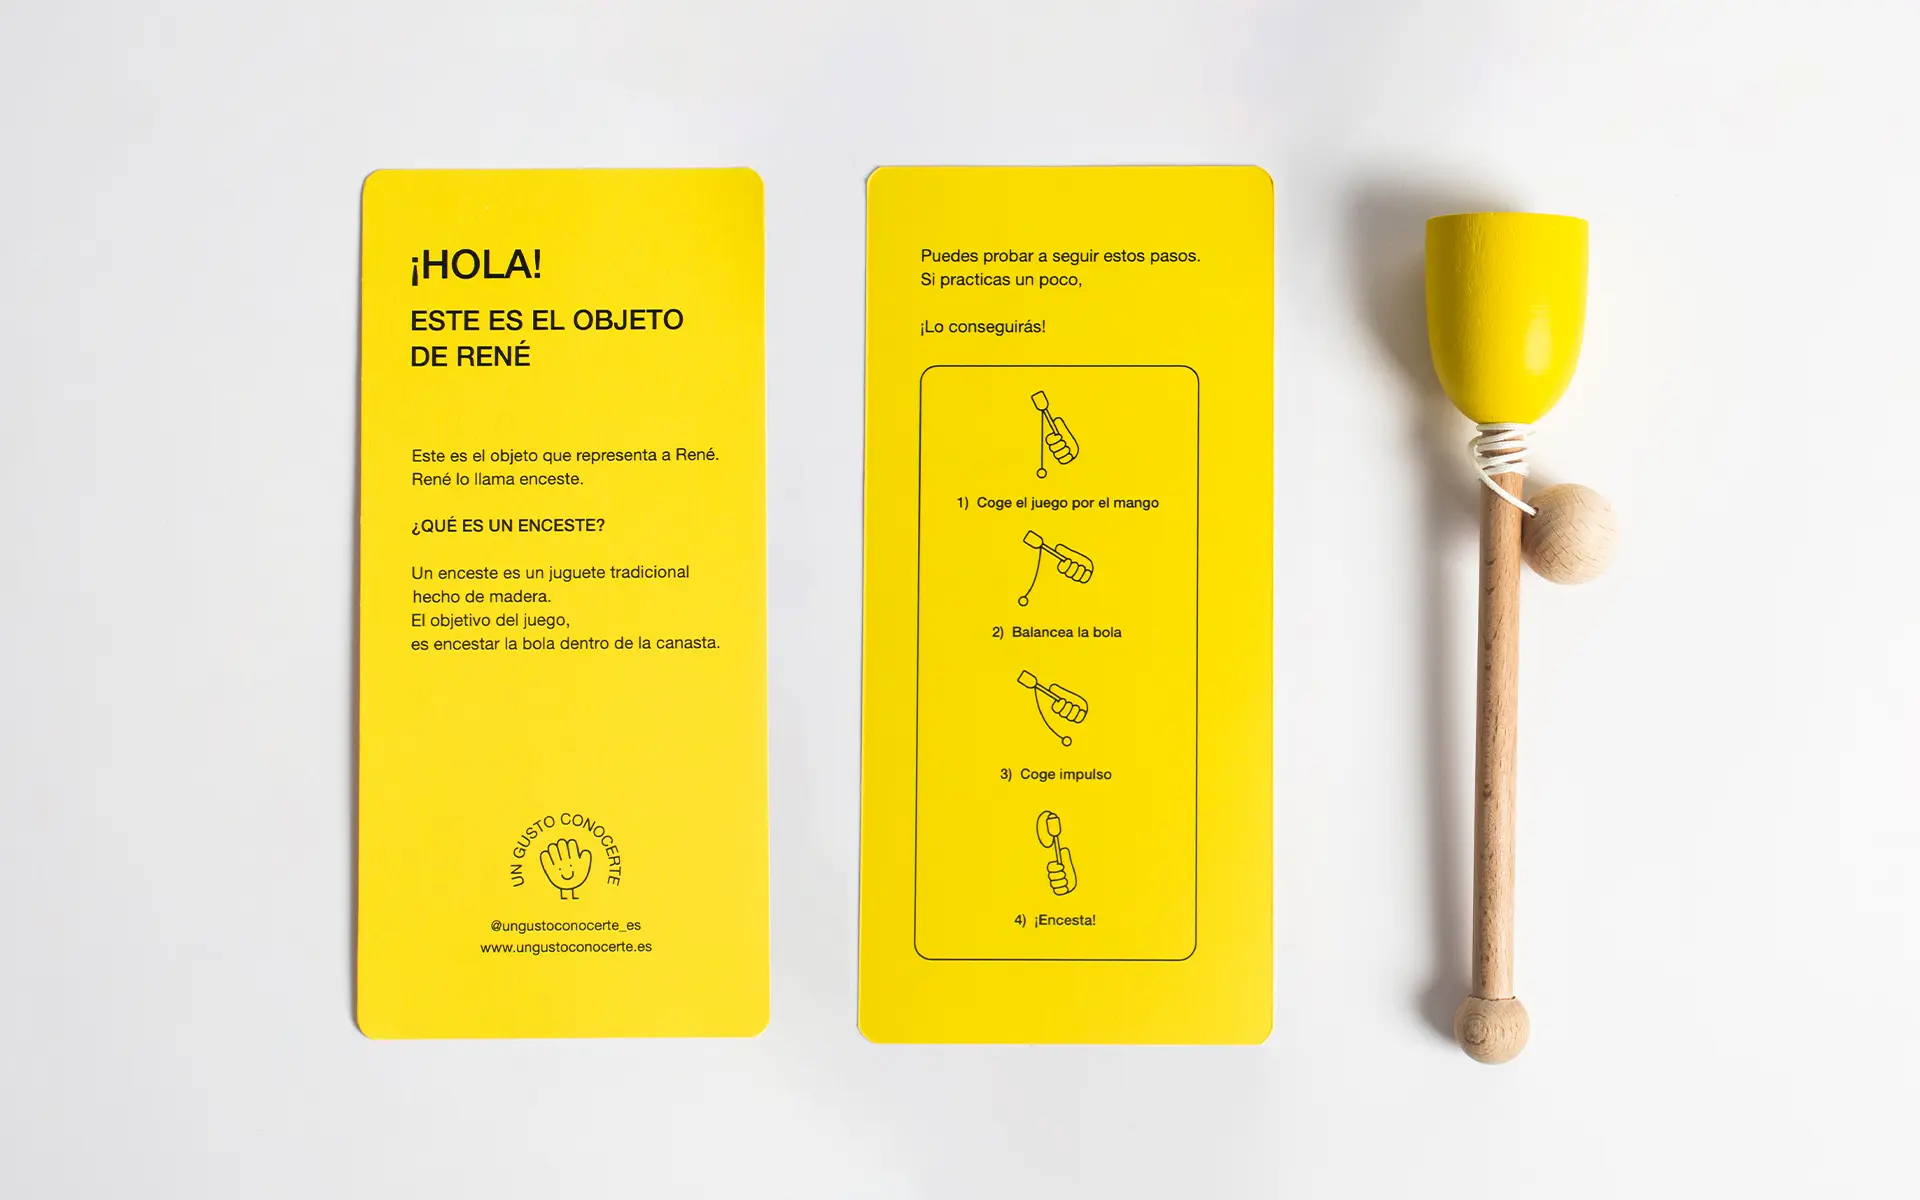 ¡HOLA!
ESTE ES EL OBJETO
DE RENÉ
Este es el objeto que representa a René.
René lo llama enceste.
¿QUÉ ES UN ENCESTE?
Un enceste es un juguete tradicional
hecho de madera.
El objetivo del juego,
es encestar la bola dentro de la canasta.
UN GUSTO CONOCERTE
@ungustoconocerte_es
www.ungustoconocerte.es
Puedes probar a seguir estos pasos.
Si practicas un poco,
¡Lo conseguirás!
1) Coge el juego por el mango
2) Balancea la bola
3) Coge impulso
4) ¡Encesta!